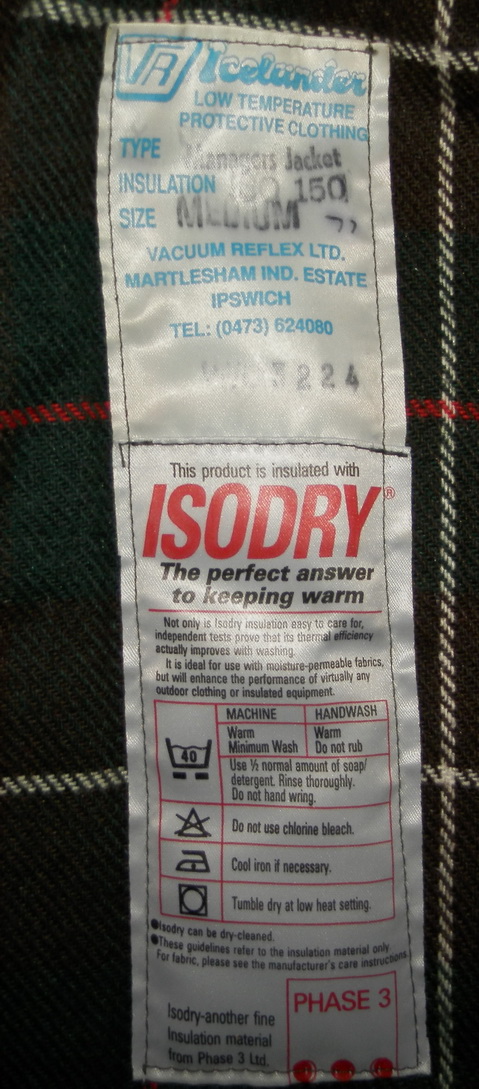 VR Icelander
LOW TEMPERATURE
PROTECTIVE CLOTHING
TYPE Managers Jacket
INSULATION ISO 150
SIZE MEDIUM
VACUUM REFLEX LTD.
MARTLESHAM IND. ESTATE
IPSWICH
TEL: (0473) 624080
224
This product is insulated with
ISODRY®
The perfect answer
to keeping warm
Not only is Isodry insulation easy to care for,
independent tests prove that its thermal efficiency
actually improves with washing.
It is ideal for use with moisture-permeable fabrics,
but will enhance the performance of virtually any
outdoor clothing or insulated equipment.
MACHINE HANDWASH
Warm Warm
Minimum Wash Do not rub
40
Use ½ normal amount of soap/
detergent. Rinse thoroughly.
Do not hand wring.
Do not use chlorine bleach.
Cool iron if necessary.
Tumble dry at low heat setting.
●Isodry can be dry-cleaned.
●These guidelines refer to the insulation material only.
For fabric, please see the manufacturer's care instructions.
PHASE 3
Isodry-another fine
Insulation material
from Phase 3 Ltd.